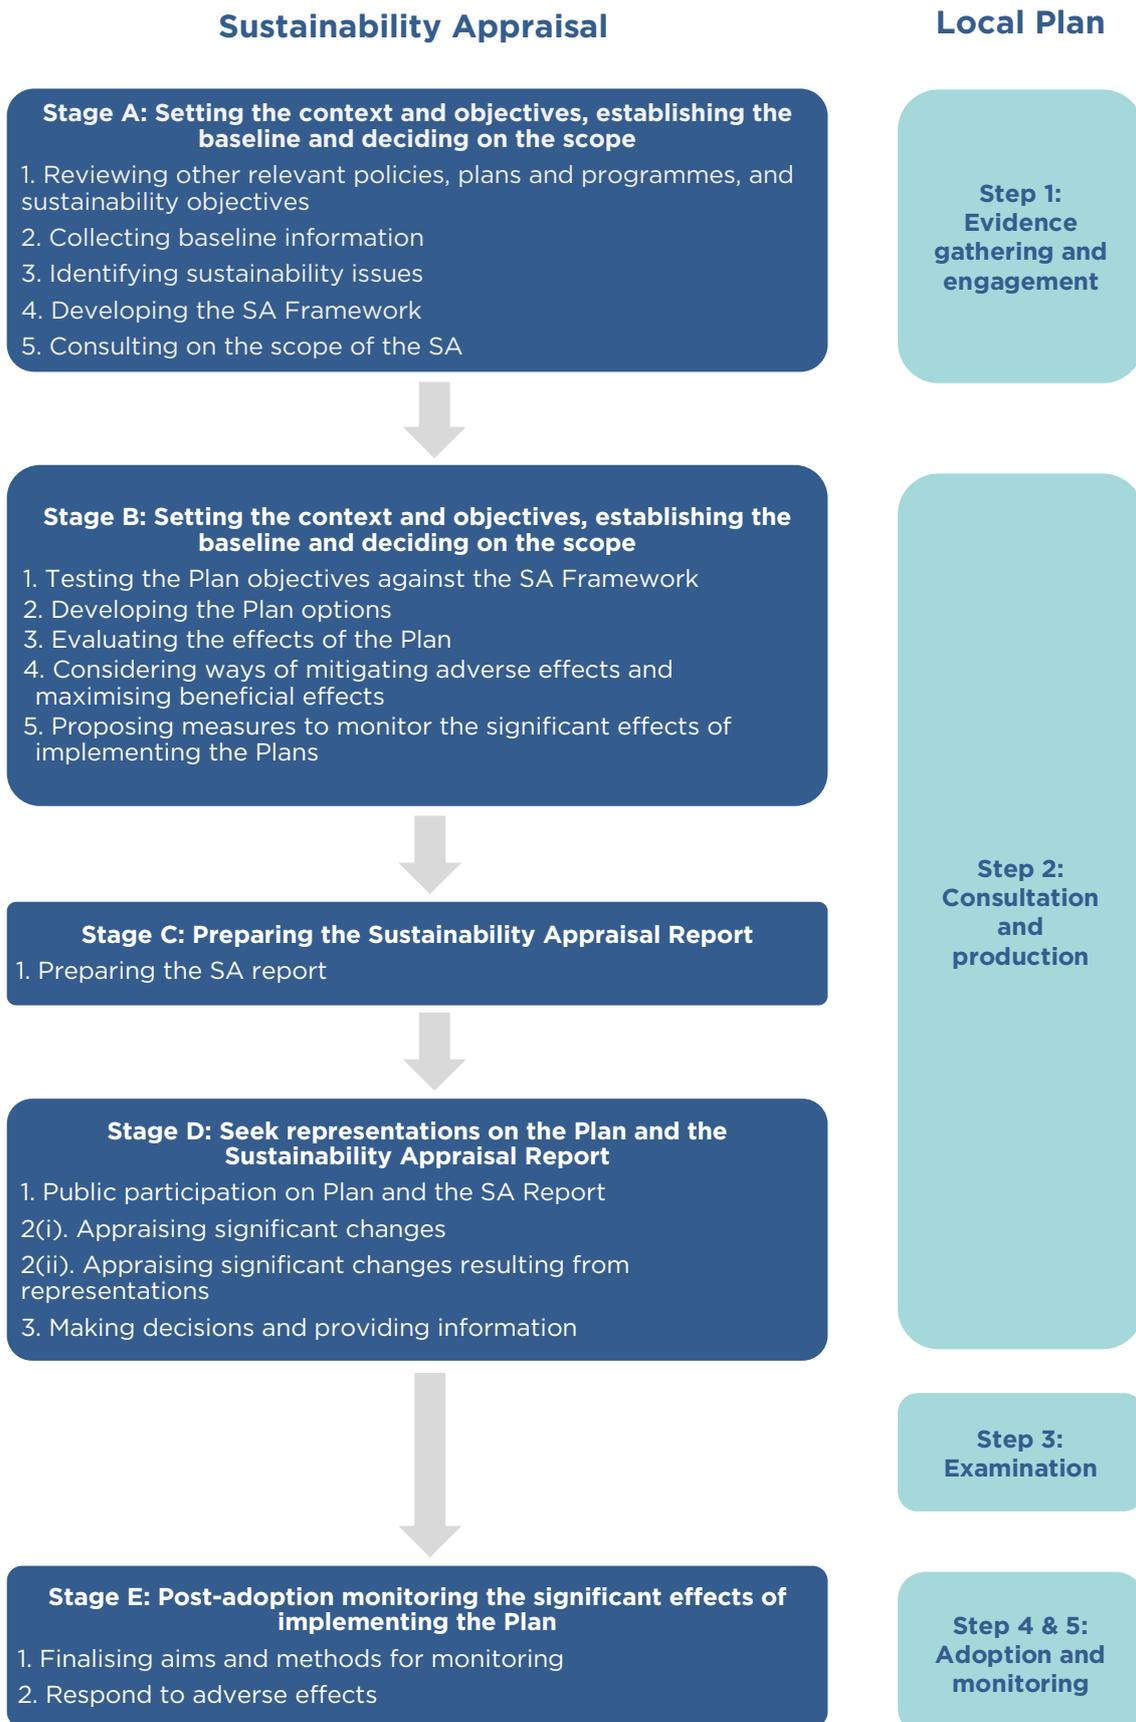 Sustainability Appraisal
Local Plan
Stage A: Setting the context and objectives, establishing the
baseline and deciding on the scope
1. Reviewing other relevant policies, plans and programmes, and
sustainability objectives
2. Collecting baseline information
3. Identifying sustainability issues
4. Developing the SA Framework
5. Consulting on the scope of the SA
Step 1:
Evidence
gathering and
engagement
Stage B: Setting the context and objectives, establishing the
baseline and deciding on the scope
1. Testing the Plan objectives against the SA Framework
2. Developing the Plan options
3. Evaluating the effects of the Plan
4. Considering ways of mitigating adverse effects and
maximising beneficial effects
5. Proposing measures to monitor the significant effects of
implementing the Plans
Stage C: Preparing the Sustainability Appraisal Report
1. Preparing the SA report
Stage D: Seek representations on the Plan and the
Sustainability Appraisal Report
1. Public participation on Plan and the SA Report
2(i). Appraising significant changes
2(ii). Appraising significant changes resulting from
representations
3. Making decisions and providing information
Step 2:
Consultation
and
production
Step 3:
Examination
Stage E: Post-adoption monitoring the significant effects of
implementing the Plan
1. Finalising aims and methods for monitoring
2. Respond to adverse effects
Step 4 & 5:
Adoption and
monitoring